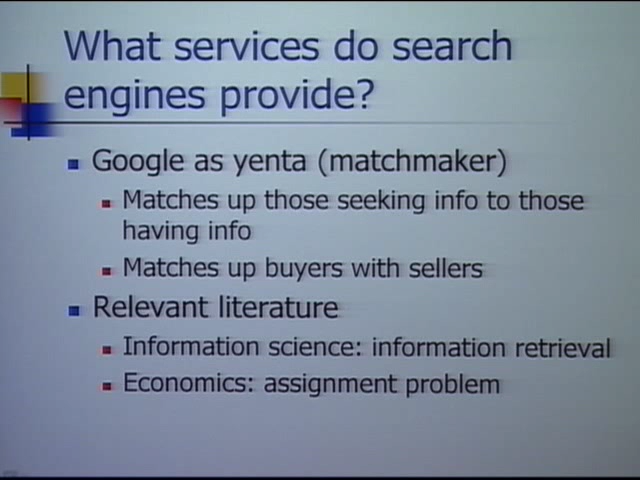 What services do search
engines provide?
Google as yenta (matchmaker)
Matches up those seeking info to those
having info
Matches up buyers with sellers
Relevant literature
Information science: information retrieval
Economics: assignment problem